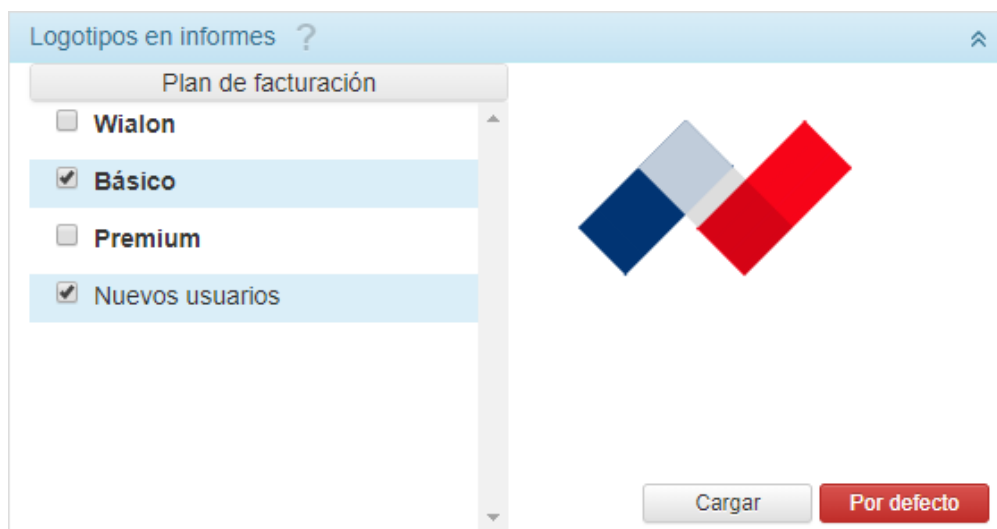 Logotipos en informes ?
Plan de facturación
Wialon
Básico
Premium
Nuevos usuarios
Cargar
Por defecto